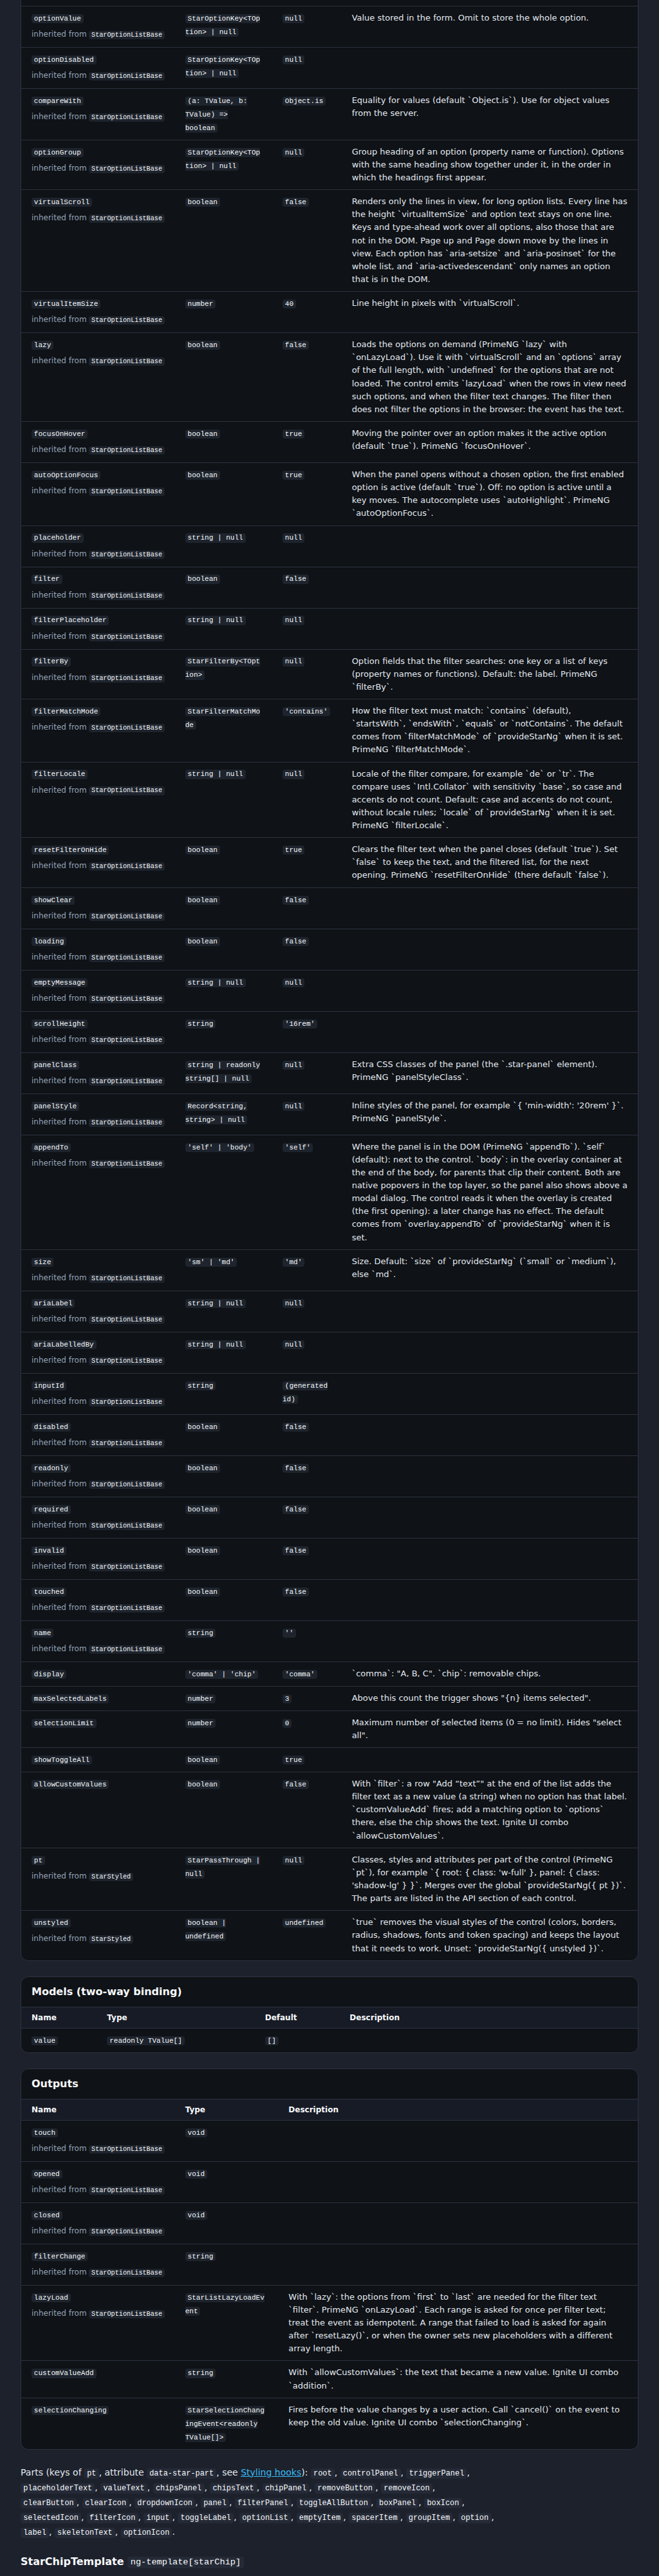 optionValue StarOptionKey<TOp null Value stored in the form. Omit to store the whole option.
inherited from StarOptionListBase tion> | null
optionDisabled StarOptionKey<TOp null
inherited from StarOptionListBase tion> | null
compareWith (a: TValue, b: Object.is Equality for values (default `Object.is`). Use for object values
inherited from StarOptionListBase TValue) => from the server.
boolean
optionGroup StarOptionKey<TOp null Group heading of an option (property name or function). Options
inherited from StarOptionListBase tion> | null with the same heading show together under it, in the order in
which the headings first appear.
virtualScroll boolean false Renders only the lines in view, for long option lists. Every line has
inherited from StarOptionListBase the height `virtualItemSize` and option text stays on one line.
Keys and type-ahead work over all options, also those that are
not in the DOM. Page up and Page down move by the lines in
view. Each option has `aria-setsize` and `aria-posinset` for the
whole list, and `aria-activedescendant` only names an option
that is in the DOM.
virtualItemSize number 40 Line height in pixels with `virtualScroll`.
inherited from StarOptionListBase
lazy boolean false Loads the options on demand (PrimeNG `lazy` with
inherited from StarOptionListBase `onLazyLoad`). Use it with `virtualScroll` and an `options` array
of the full length, with `undefined` for the options that are not
loaded. The control emits `lazyLoad` when the rows in view need
such options, and when the filter text changes. The filter then
does not filter the options in the browser: the event has the text.
focusOnHover boolean true Moving the pointer over an option makes it the active option
inherited from StarOptionListBase (default `true`). PrimeNG `focusOnHover`.
autoOptionFocus boolean true When the panel opens without a chosen option, the first enabled
inherited from StarOptionListBase option is active (default `true`). Off: no option is active until a
key moves. The autocomplete uses `autoHighlight`. PrimeNG
`autoOptionFocus`.
placeholder string | null null
inherited from StarOptionListBase
filter boolean false
inherited from StarOptionListBase
filterPlaceholder string | null null
inherited from StarOptionListBase
filterBy StarFilterBy<TOpt null Option fields that the filter searches: one key or a list of keys
inherited from StarOptionListBase ion> (property names or functions). Default: the label. PrimeNG
`filterBy`.
filterMatchMode StarFilterMatchMo 'contains' How the filter text must match: `contains` (default),
inherited from StarOptionListBase de `startsWith`, `endsWith`, `equals` or `notContains`. The default
comes from `filterMatchMode` of `provideStarNg` when it is set.
PrimeNG `filterMatchMode`.
filterLocale string | null null Locale of the filter compare, for example `de` or `tr`. The
inherited from StarOptionListBase compare uses `Intl.Collator` with sensitivity `base`, so case and
accents do not count. Default: case and accents do not count,
without locale rules; `locale` of `provideStarNg` when it is set.
PrimeNG `filterLocale`.
resetFilterOnHide boolean true Clears the filter text when the panel closes (default `true`). Set
inherited from StarOptionListBase `false` to keep the text, and the filtered list, for the next
opening. PrimeNG `resetFilterOnHide` (there default `false`).
showClear boolean false
inherited from StarOptionListBase
loading boolean false
inherited from StarOptionListBase
emptyMessage string | null null
inherited from StarOptionListBase
scrollHeight string '16rem'
inherited from StarOptionListBase
panelClass string | readonly null Extra CSS classes of the panel (the `.star-panel` element).
inherited from StarOptionListBase string[] | null PrimeNG `panelStyleClass`.
panelStyle Record<string, null Inline styles of the panel, for example `{ 'min-width': '20rem' }`.
inherited from StarOptionListBase string> | null PrimeNG `panelStyle`.
appendTo 'self' | 'body' 'self' Where the panel is in the DOM (PrimeNG `appendTo`). `self`
inherited from StarOptionListBase (default): next to the control. `body`: in the overlay container at
the end of the body, for parents that clip their content. Both are
native popovers in the top layer, so the panel also shows above a
modal dialog. The control reads it when the overlay is created
(the first opening): a later change has no effect. The default
comes from `overlay.appendTo` of `provideStarNg` when it is
set.
size 'sm' | 'md' 'md' Size. Default: `size` of `provideStarNg` (`small` or `medium`),
inherited from StarOptionListBase else `md`.
ariaLabel string | null null
inherited from StarOptionListBase
ariaLabelledBy string | null null
inherited from StarOptionListBase
inputId string (generated
inherited from StarOptionListBase id)
disabled boolean false
inherited from StarOptionListBase
readonly boolean false
inherited from StarOptionListBase
required boolean false
inherited from StarOptionListBase
invalid boolean false
inherited from StarOptionListBase
touched boolean false
inherited from StarOptionListBase
name string ''
inherited from StarOptionListBase
display 'comma' | 'chip' 'comma' `comma`: "A, B, C". `chip`: removable chips.
maxSelectedLabels number 3 Above this count the trigger shows "{n} items selected".
selectionLimit number 0 Maximum number of selected items (0 = no limit). Hides "select
all".
showToggleAll boolean true
allowCustomValues boolean false With `filter`: a row "Add “text”" at the end of the list adds the
filter text as a new value (a string) when no option has that label.
`customValueAdd` fires; add a matching option to `options`
there, else the chip shows the text. Ignite UI combo
`allowCustomValues`.
pt StarPassThrough | null Classes, styles and attributes per part of the control (PrimeNG
inherited from StarStyled null `pt`), for example `{ root: { class: 'w-full' }, panel: { class:
'shadow-lg' } }`. Merges over the global `provideStarNg({ pt })`.
The parts are listed in the API section of each control.
unstyled boolean | undefined `true` removes the visual styles of the control (colors, borders,
inherited from StarStyled undefined radius, shadows, fonts and token spacing) and keeps the layout
that it needs to work. Unset: `provideStarNg({ unstyled })`.
Models (two-way binding)
Name Type Default Description
value readonly TValue[] []
Outputs
Name Type Description
touch void
inherited from StarOptionListBase
opened void
inherited from StarOptionListBase
closed void
inherited from StarOptionListBase
filterChange string
inherited from StarOptionListBase
lazyLoad StarListLazyLoadEv With `lazy`: the options from `first` to `last` are needed for the filter text
inherited from StarOptionListBase ent `filter`. PrimeNG `onLazyLoad`. Each range is asked for once per filter text;
treat the event as idempotent. A range that failed to load is asked for again
after `resetLazy()`, or when the owner sets new placeholders with a different
array length.
customValueAdd string With `allowCustomValues`: the text that became a new value. Ignite UI combo
`addition`.
selectionChanging StarSelectionChang Fires before the value changes by a user action. Call `cancel()` on the event to
ingEvent<readonly keep the old value. Ignite UI combo `selectionChanging`.
TValue[]>
Parts (keys of pt, attribute data-star-part, see Styling hooks): root, controlPanel, triggerPanel,
placeholderText, valueText, chipsPanel, chipsText, chipPanel, removeButton, removeIcon,
clearButton, clearIcon, dropdownIcon, panel, filterPanel, toggleAllButton, boxPanel, boxIcon,
selectedIcon, filterIcon, input, toggleLabel, optionList, emptyItem, spacerItem, groupItem, option,
label, skeletonText, optionIcon.
StarChipTemplate ng-template[starChip]